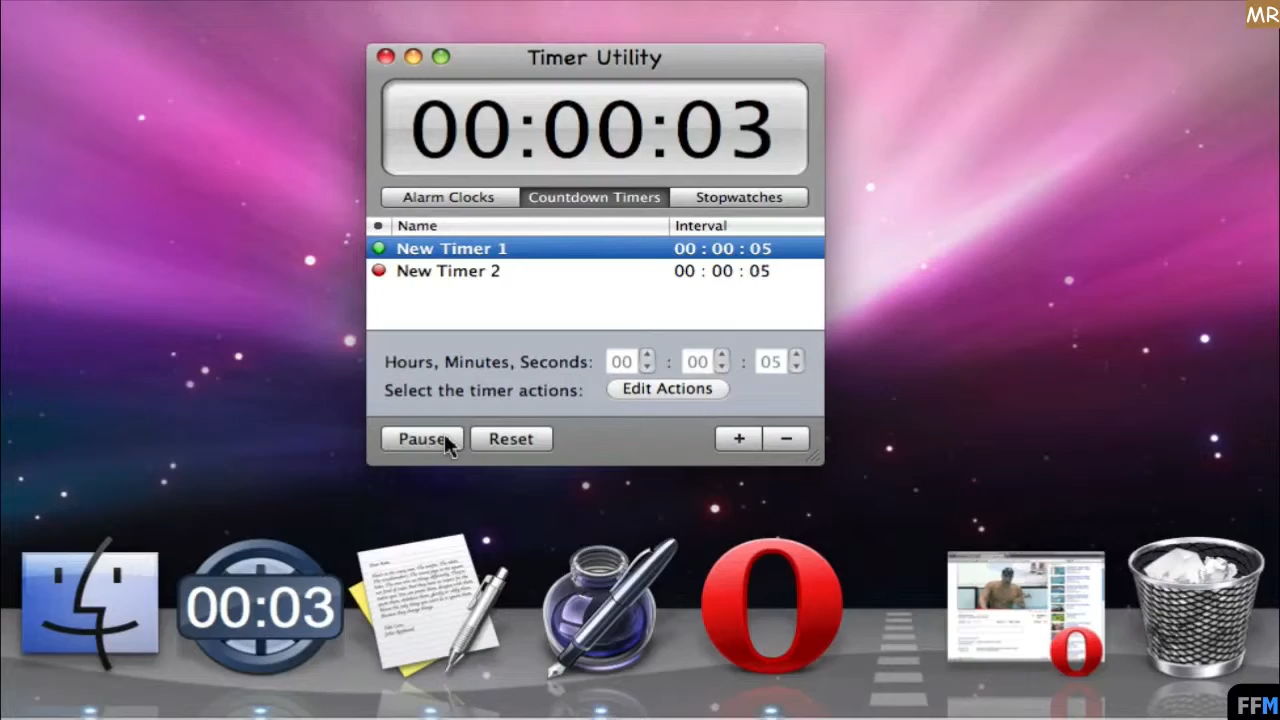 MR
Timer Utility
00:00:03
Alarm Clocks Countdown Timers Stopwatches
Name Interval
New Timer 1 00 : 00 : 05
New Timer 2 00 : 00 : 05
Hours, Minutes, Seconds: 00 : 00 : 05
Select the timer actions: Edit Actions
Pause Reset + −
00:03
FFM